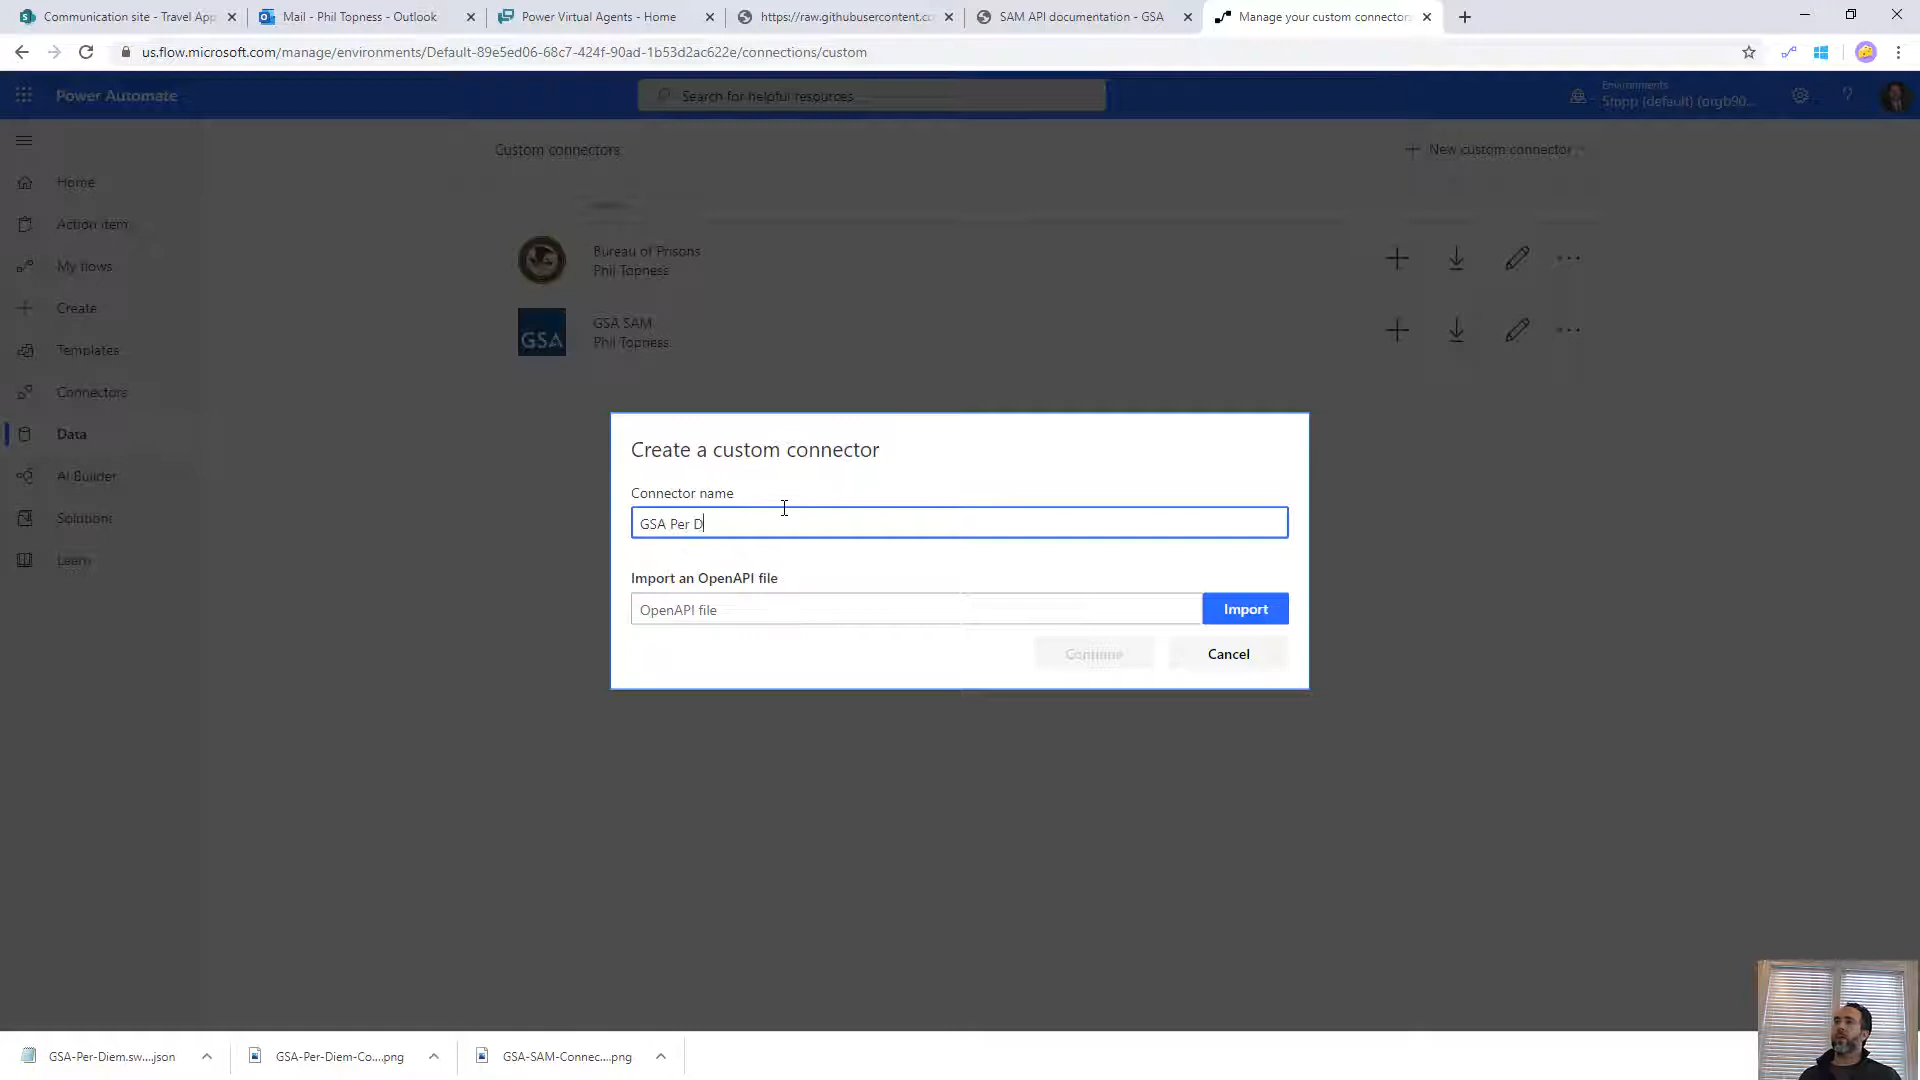 Communication site - Travel App
Mail - Phil Topness - Outlook
Power Virtual Agents - Home
https://raw.githubusercontent.co
SAM API documentation - GSA
Manage your custom connector
us.flow.microsoft.com/manage/environments/Default-89e5ed06-68c7-424f-90ad-1b53d2ac622e/connections/custom
Power Automate
Search for helpful resources
Environments
(default)
Custom connectors
New custom connector
Home
Action item
My flows
Create
Templates
Connectors
Data
AI Builder
Solutions
Learn
Bureau of Prisons
Phil Topness
GSA
GSA SAM
Phil Topness
Create a custom connector
Connector name
GSA Per D
Import an OpenAPI file
OpenAPI file
Import
Continue
Cancel
GSA-Per-Diem.sw....json
GSA-Per-Diem-Co....png
GSA-SAM-Connec....png